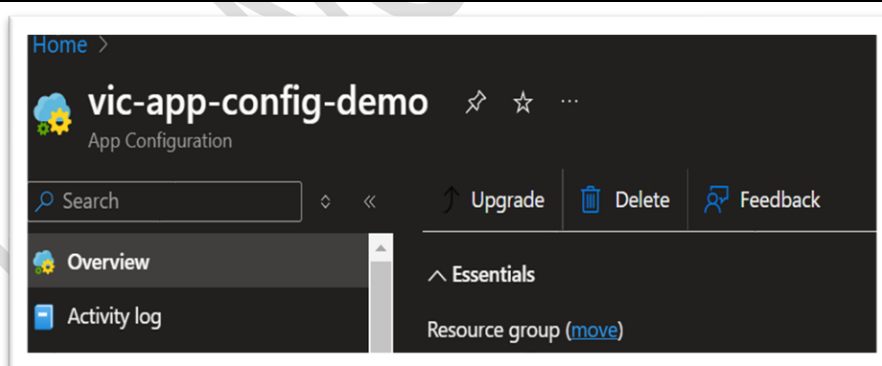 Home >
vic-app-config-demo
App Configuration
Search
Upgrade
Delete
Feedback
Overview
Activity log
Essentials
Resource group (move)